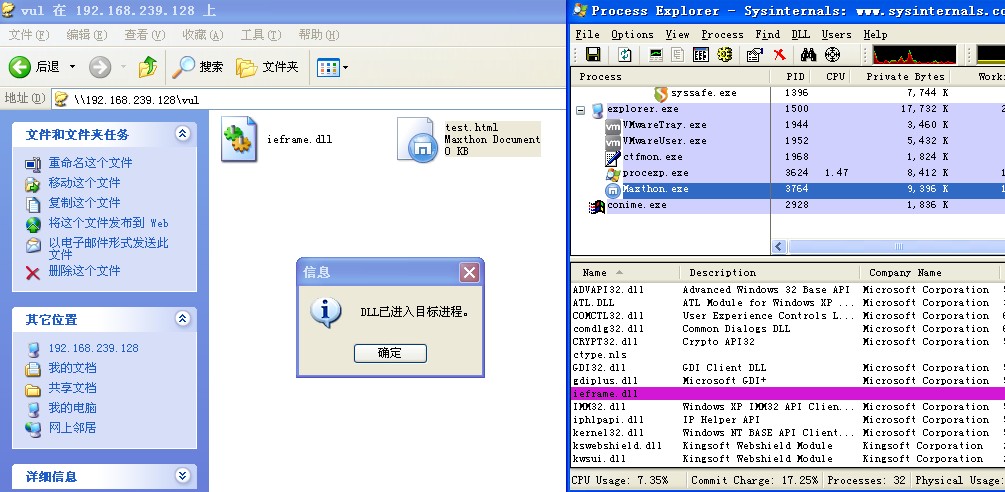 vul 在 192.168.239.128 上
文件(F) 编辑(E) 查看(V) 收藏(A) 工具(T) 帮助(H)
后退 搜索 文件夹
地址(D) \\192.168.239.128\vul
文件和文件夹任务
重命名这个文件
移动这个文件
复制这个文件
将这个文件发布到 Web
以电子邮件形式发送此
文件
删除这个文件
其它位置
192.168.239.128
我的文档
共享文档
我的电脑
网上邻居
详细信息
ieframe.dll
test.html
Maxthon Document
0 KB
信息
DLL已进入目标进程。
确定
Process Explorer - Sysinternals: www.sysinternals.co
File Options View Process Find DLL Users Help
Process PID CPU Private Bytes Work
syssafe.exe 1396 7,744 K
explorer.exe 1500 17,732 K
VMwareTray.exe 1944 3,460 K
VMwareUser.exe 1952 5,432 K
ctfmon.exe 1968 1,824 K
procexp.exe 3624 1.47 8,412 K
Maxthon.exe 3764 9,396 K
conime.exe 2928 1,836 K
Name Description Company Name
ADVAPI32.dll Advanced Windows 32 Base API Microsoft Corporation
ATL.DLL ATL Module for Windows XP ... Microsoft Corporation
COMCTL32.dll User Experience Controls L... Microsoft Corporation
comdlg32.dll Common Dialogs DLL Microsoft Corporation
CRYPT32.dll Crypto API32 Microsoft Corporation
ctype.nls
GDI32.dll GDI Client DLL Microsoft Corporation
gdiplus.dll Microsoft GDI+ Microsoft Corporation
ieframe.dll
IMM32.dll Windows XP IMM32 API Clien... Microsoft Corporation
iphlpapi.dll IP Helper API Microsoft Corporation
kernel32.dll Windows NT BASE API Client... Microsoft Corporation
kswebshield.dll Kingsoft Webshield Module Kingsoft Corporation
kwsui.dll Kingsoft Webshield Module Kingsoft Corporation
CPU Usage: 7.35% Commit Charge: 17.25% Processes: 32 Physical Usage: